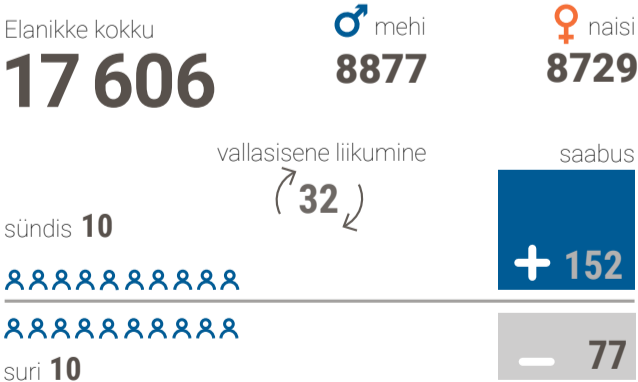 Elanikke kokku
17 606
mehi
8877
naisi
8729
vallasisene liikumine
32
saabus
+ 152
sündis 10
suri 10
− 77